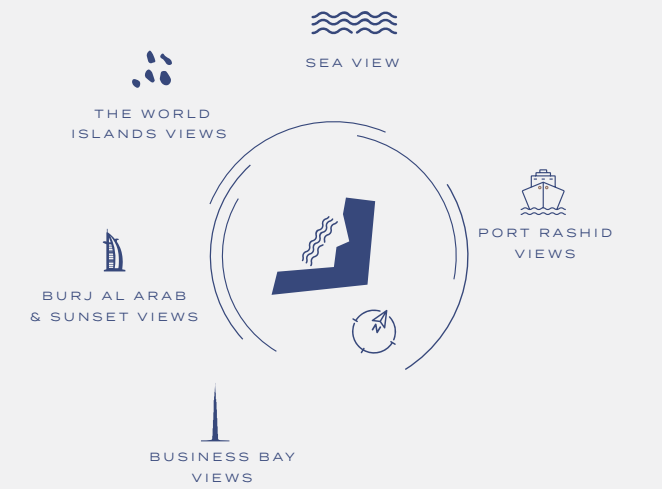 SEA VIEW
THE WORLD
ISLANDS VIEWS
PORT RASHID
VIEWS
BURJ AL ARAB
& SUNSET VIEWS
N
BUSINESS BAY
VIEWS